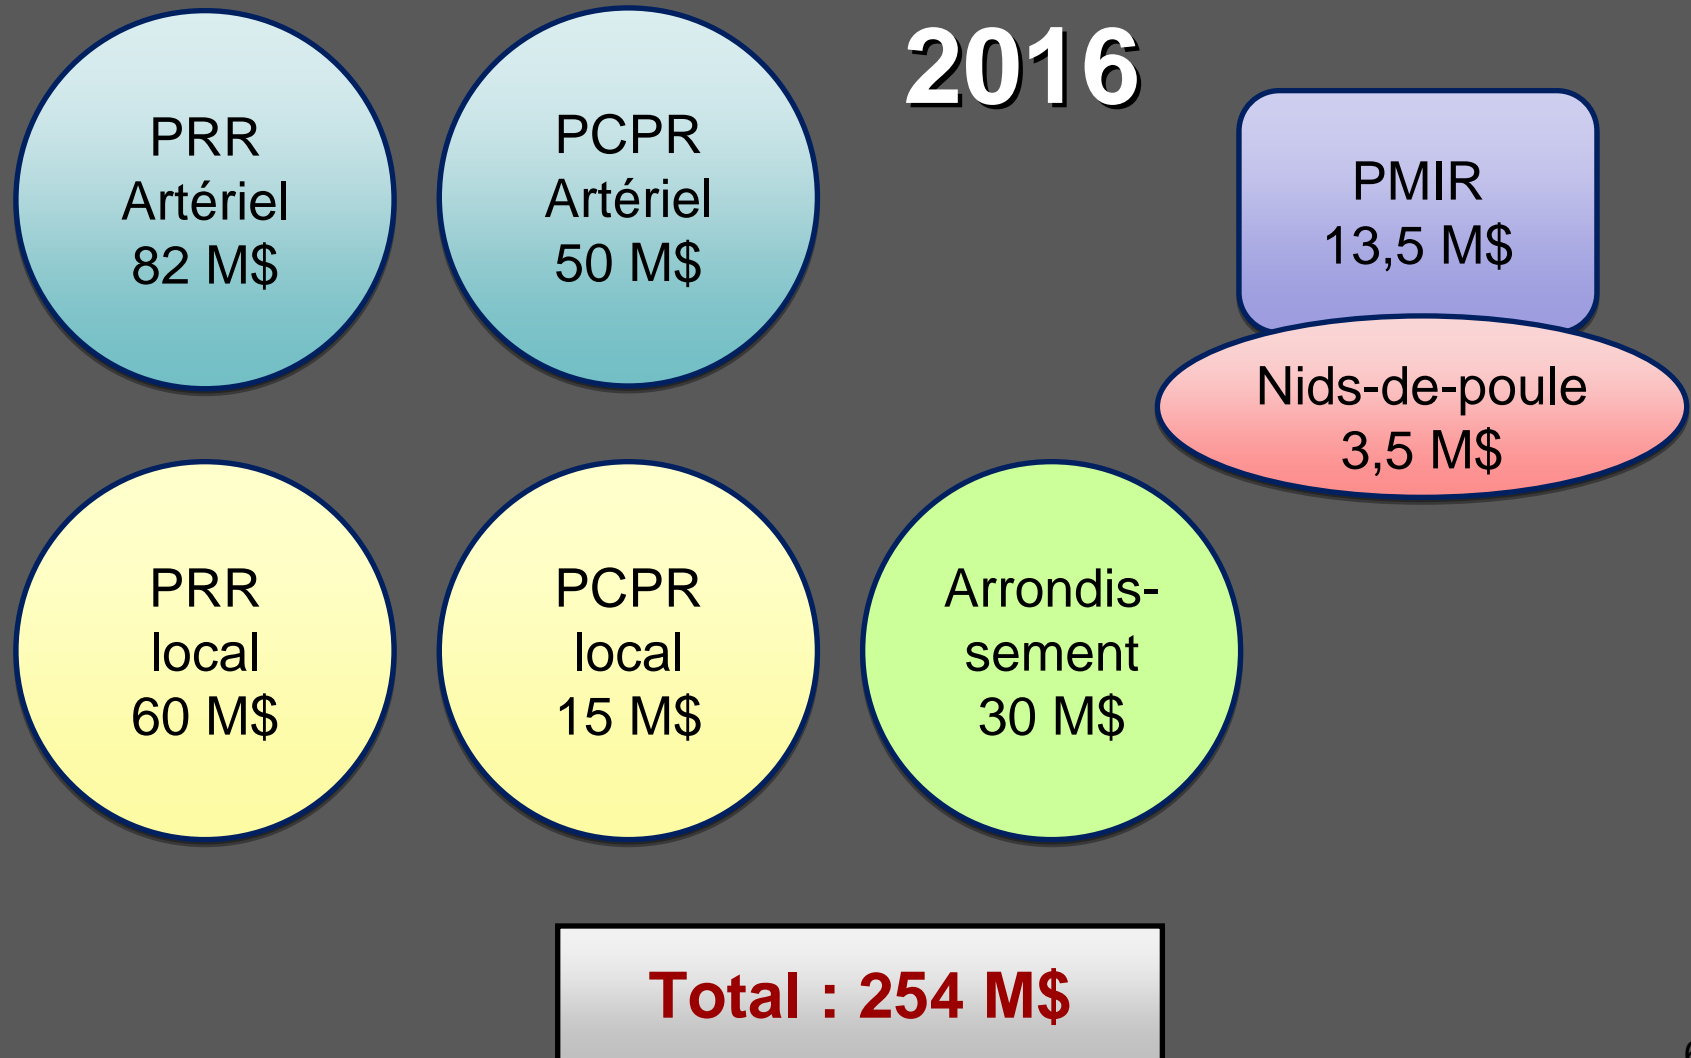 2016
PRR
Artériel
82 M$
PCPR
Artériel
50 M$
PMIR
13,5 M$
Nids-de-poule
3,5 M$
PRR
local
60 M$
PCPR
local
15 M$
Arrondis-
sement
30 M$
Total : 254 M$